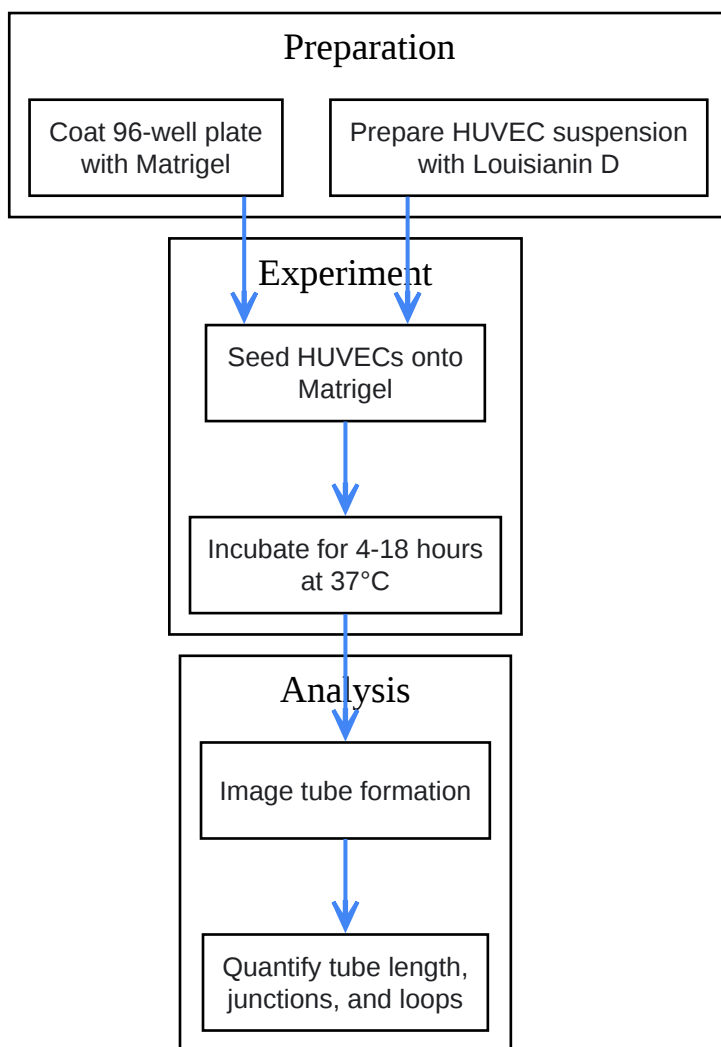 Preparation
Coat 96-well plate
with Matrigel
Prepare HUVEC suspension
with Louisianin D
Experiment
Seed HUVECs onto
Matrigel
Incubate for 4-18 hours
at 37°C
Analysis
Image tube formation
Quantify tube length,
junctions, and loops